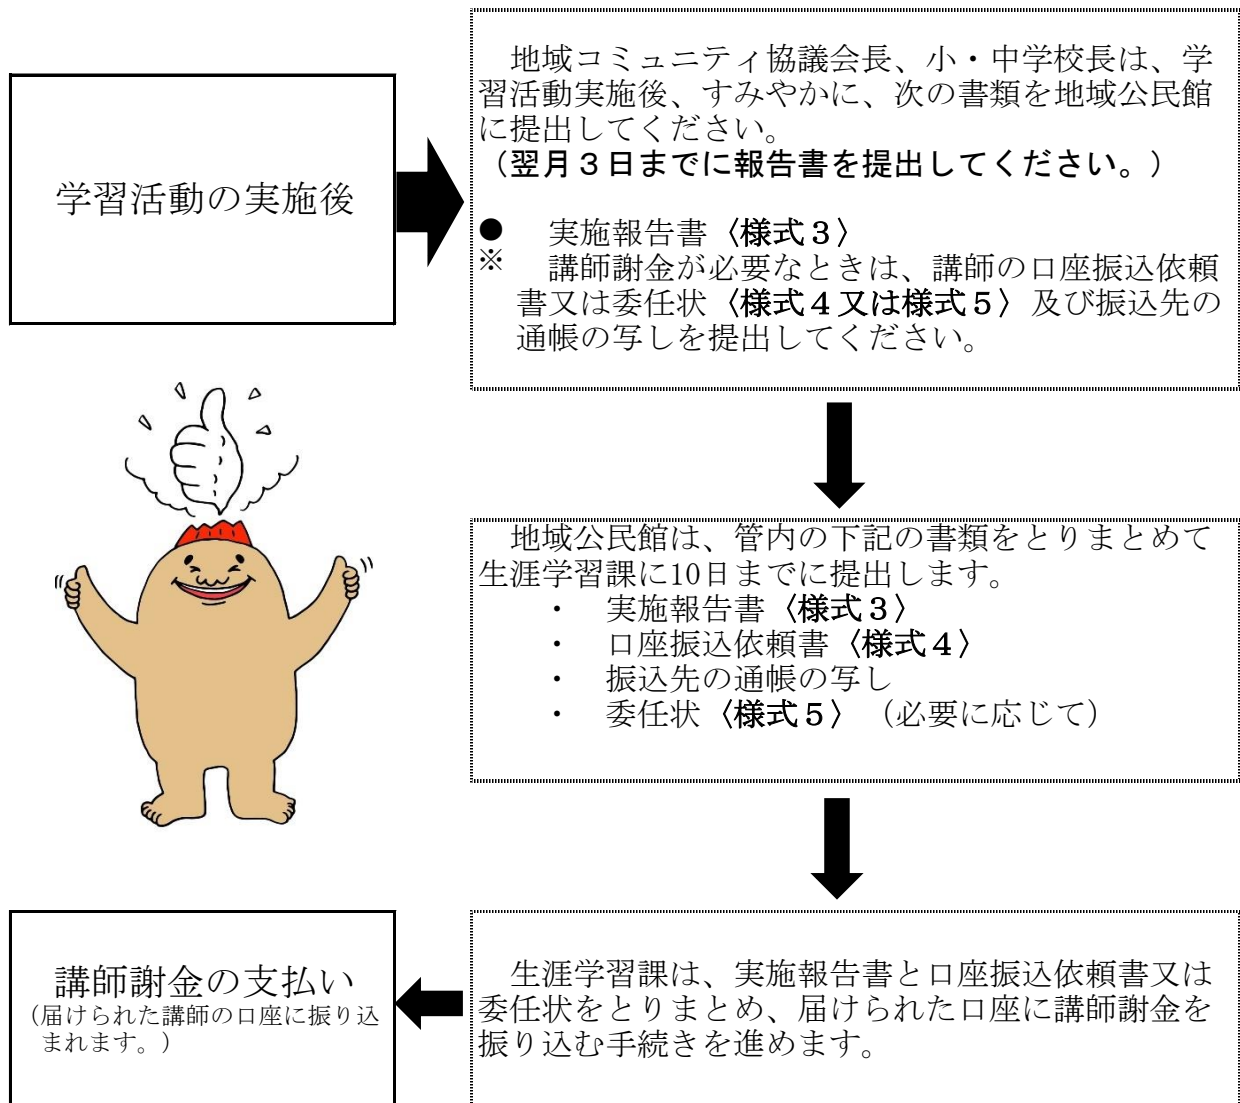 学習活動の実施後
地域コミュニティ協議会長、小・中学校長は、学
習活動実施後、すみやかに、次の書類を地域公民館
に提出してください。
（翌月３日までに報告書を提出してください。）
● 実施報告書〈様式３〉
※ 講師謝金が必要なときは、講師の口座振込依頼
書又は委任状〈様式４又は様式５〉及び振込先の
通帳の写しを提出してください。
地域公民館は、管内の下記の書類をとりまとめて
生涯学習課に10日までに提出します。
・ 実施報告書〈様式３〉
・ 口座振込依頼書〈様式４〉
・ 振込先の通帳の写し
・ 委任状〈様式５〉（必要に応じて）
生涯学習課は、実施報告書と口座振込依頼書又は
委任状をとりまとめ、届けられた口座に講師謝金を
振り込む手続きを進めます。
講師謝金の支払い
(届けられた講師の口座に振り込
まれます。)